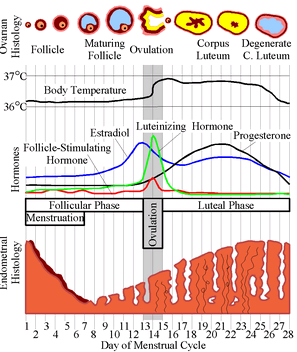 Ovarian
Histology
Follicle
Maturing
Follicle
Ovulation
Corpus
Luteum
Degenerate
C. Luteum
37°C
Body Temperature
36°C
Hormones
Luteinizing Hormone
Estradiol
Progesterone
Follicle-Stimulating
Hormone
Follicular Phase
Luteal Phase
Menstruation
Ovulation
Endometrial
Histology
1 2 3 4 5 6 7 8 9 10 11 12 13 14 15 16 17 18 19 20 21 22 23 24 25 26 27 28
Day of Menstrual Cycle